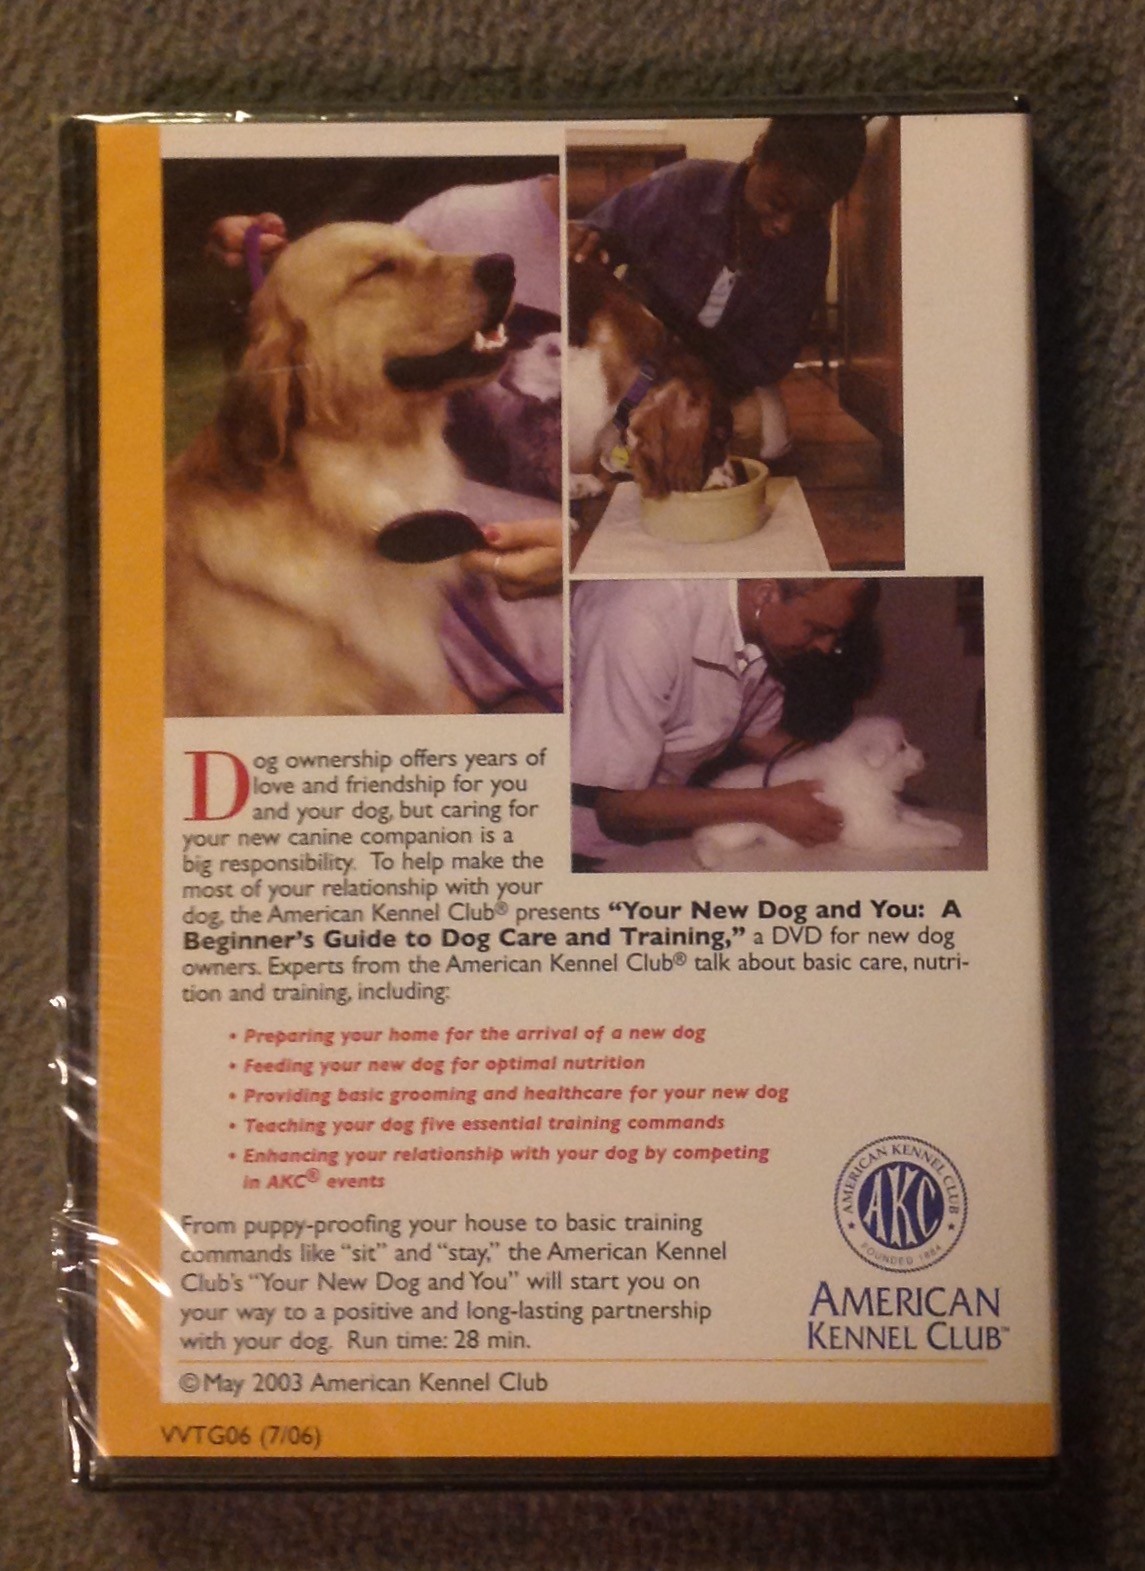 Dog ownership offers years of
love and friendship for you
and your dog, but caring for
your new canine companion is a
big responsibility. To help make the
most of your relationship with your
dog, the American Kennel Club® presents “Your New Dog and You: A
Beginner’s Guide to Dog Care and Training,” a DVD for new dog
owners. Experts from the American Kennel Club® talk about basic care, nutri-
tion and training, including:
• Preparing your home for the arrival of a new dog
• Feeding your new dog for optimal nutrition
• Providing basic grooming and healthcare for your new dog
• Teaching your dog five essential training commands
• Enhancing your relationship with your dog by competing
in AKC® events
From puppy-proofing your house to basic training
commands like “sit” and “stay,” the American Kennel
Club’s “Your New Dog and You” will start you on
your way to a positive and long-lasting partnership
with your dog. Run time: 28 min.
AMERICAN KENNEL CLUB
AKC
FOUNDED 1884
AMERICAN
KENNEL CLUB™
©May 2003 American Kennel Club
VVTG06 (7/06)